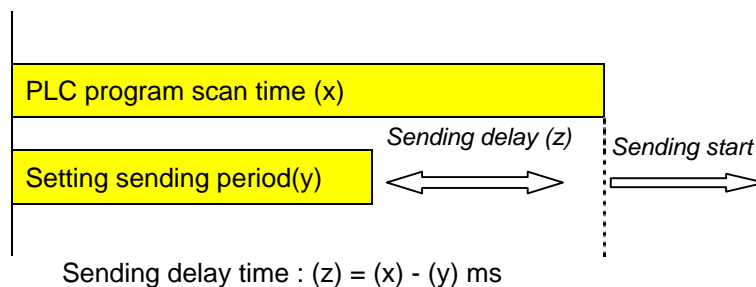 PLC program scan time (x)
Sending delay (z)
Sending start
Setting sending period(y)
Sending delay time : (z) = (x) - (y) ms